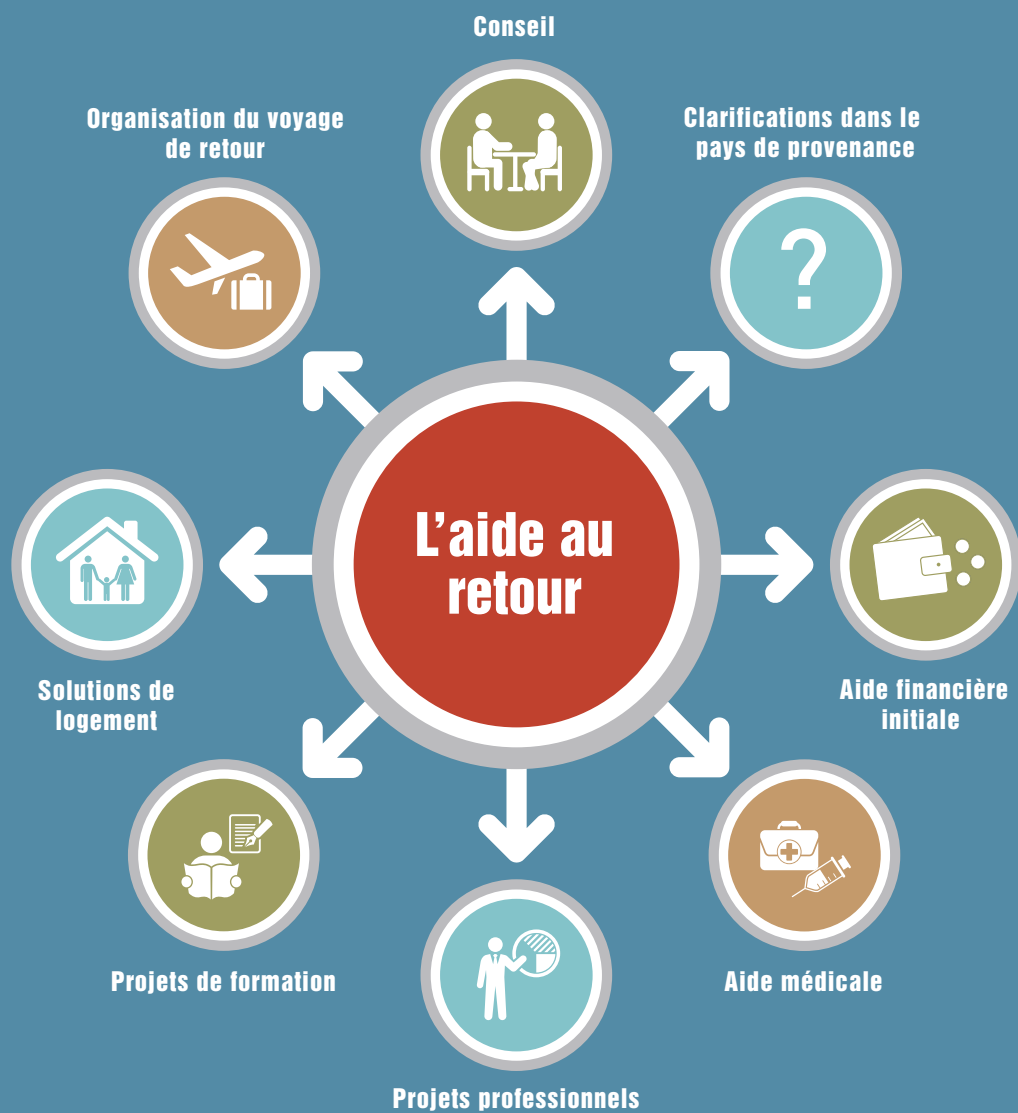 Conseil
Organisation du voyage
de retour
Clarifications dans le
pays de provenance
?
L'aide au
retour
Solutions de
logement
Aide financière
initiale
Projets de formation
Aide médicale
Projets professionnels